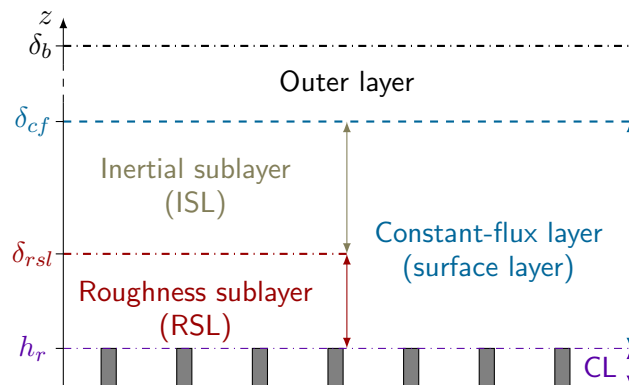 z
δ_b
Outer layer
δ_cf
Inertial sublayer
(ISL)
Constant-flux layer
(surface layer)
δ_rsl
Roughness sublayer
(RSL)
h_r
CL